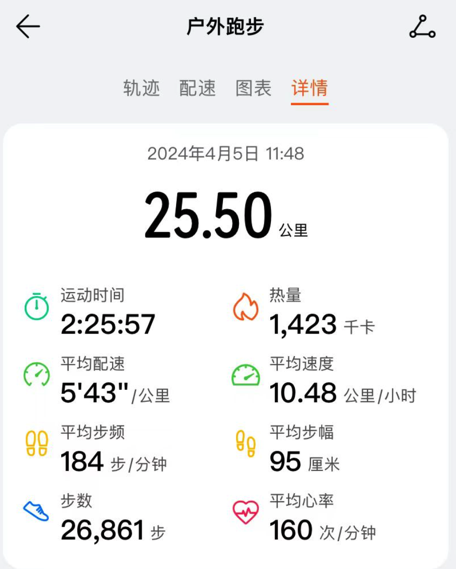 户外跑步
轨迹 配速 图表 详情
2024年4月5日 11:48
25.50 公里
运动时间 热量
2:25:57 1,423 千卡
平均配速 平均速度
5'43"/公里 10.48 公里/小时
平均步频 平均步幅
184 步/分钟 95 厘米
步数 平均心率
26,861 步 160 次/分钟